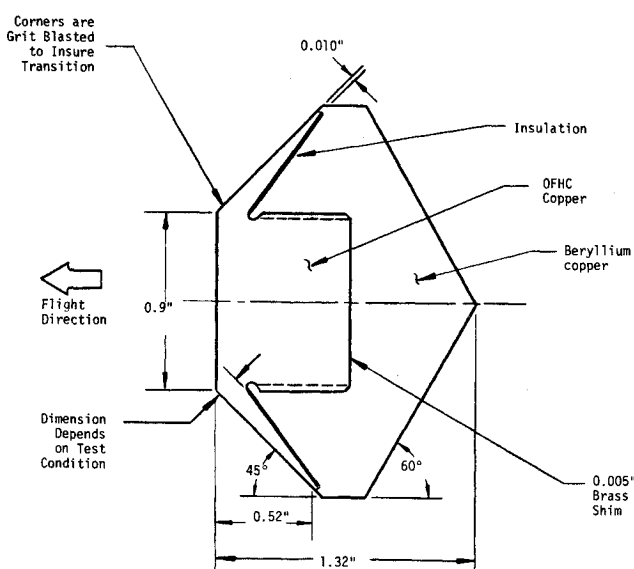 Corners are
Grit Blasted
to Insure
Transition
0.010"
Insulation
OFHC
Copper
Beryllium
copper
Flight
Direction
0.9"
Dimension
Depends
on Test
Condition
45°
60°
0.52"
0.005"
Brass
Shim
1.32"